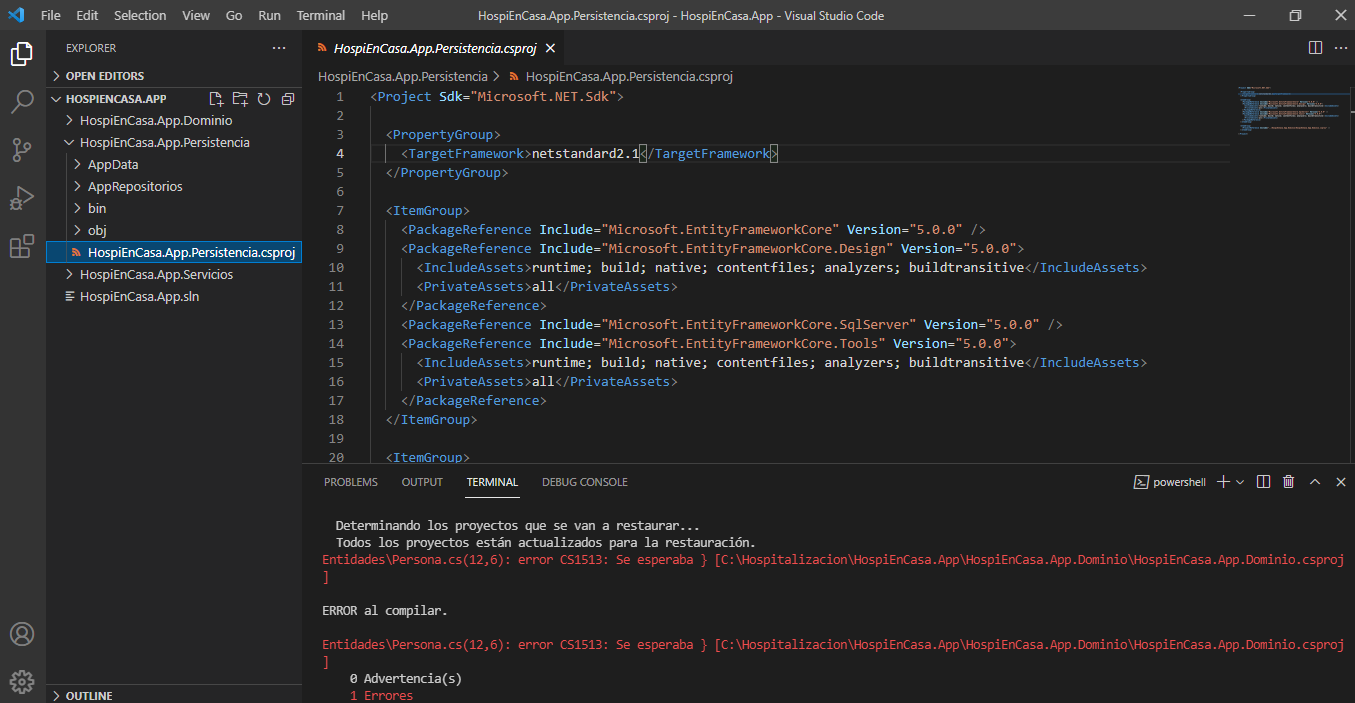 File Edit Selection View Go Run Terminal Help HospiEnCasa.App.Persistencia.csproj - HospiEnCasa.App - Visual Studio Code
EXPLORER
OPEN EDITORS
HOSPIENCASA.APP
HospiEnCasa.App.Dominio
HospiEnCasa.App.Persistencia
AppData
AppRepositorios
bin
obj
HospiEnCasa.App.Persistencia.csproj
HospiEnCasa.App.Servicios
HospiEnCasa.App.sln
OUTLINE
HospiEnCasa.App.Persistencia.csproj
HospiEnCasa.App.Persistencia > HospiEnCasa.App.Persistencia.csproj
1 <Project Sdk="Microsoft.NET.Sdk">
2
3 <PropertyGroup>
4 <TargetFramework>netstandard2.1</TargetFramework>
5 </PropertyGroup>
6
7 <ItemGroup>
8 <PackageReference Include="Microsoft.EntityFrameworkCore" Version="5.0.0" />
9 <PackageReference Include="Microsoft.EntityFrameworkCore.Design" Version="5.0.0">
10 <IncludeAssets>runtime; build; native; contentfiles; analyzers; buildtransitive</IncludeAssets>
11 <PrivateAssets>all</PrivateAssets>
12 </PackageReference>
13 <PackageReference Include="Microsoft.EntityFrameworkCore.SqlServer" Version="5.0.0" />
14 <PackageReference Include="Microsoft.EntityFrameworkCore.Tools" Version="5.0.0">
15 <IncludeAssets>runtime; build; native; contentfiles; analyzers; buildtransitive</IncludeAssets>
16 <PrivateAssets>all</PrivateAssets>
17 </PackageReference>
18 </ItemGroup>
19
20 <ItemGroup>
PROBLEMS OUTPUT TERMINAL DEBUG CONSOLE powershell
Determinando los proyectos que se van a restaurar...
Todos los proyectos están actualizados para la restauración.
Entidades\Persona.cs(12,6): error CS1513: Se esperaba } [C:\Hospitalizacion\HospiEnCasa.App\HospiEnCasa.App.Dominio\HospiEnCasa.App.Dominio.csproj
]
ERROR al compilar.
Entidades\Persona.cs(12,6): error CS1513: Se esperaba } [C:\Hospitalizacion\HospiEnCasa.App\HospiEnCasa.App.Dominio\HospiEnCasa.App.Dominio.csproj
]
0 Advertencia(s)
1 Errores